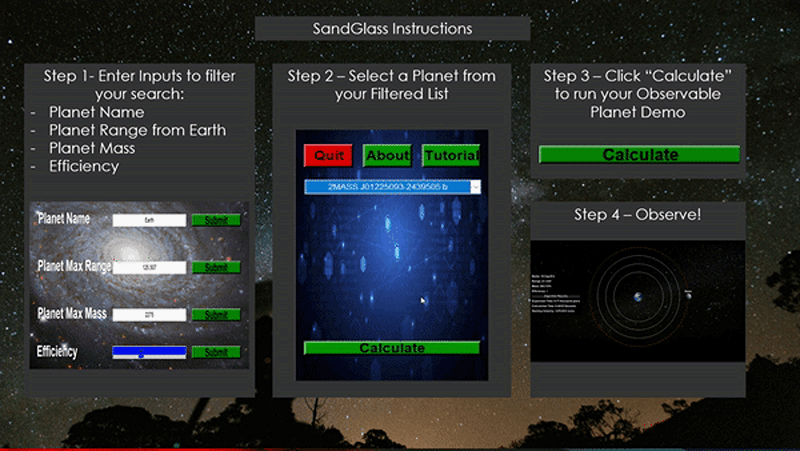 SandGlass Instructions
Step 1- Enter Inputs to filter
your search:
- Planet Name
- Planet Range from Earth
- Planet Mass
- Efficiency
Planet Name Earth Submit
Planet Max Range Submit
Planet Max Mass Submit
Efficiency Submit
Step 2 – Select a Planet from
your Filtered List
Quit About Tutorial
2MASS J01225093-2439505 b
Calculate
Step 3 – Click “Calculate”
to run your Observable
Planet Demo
Calculate
Step 4 – Observe!